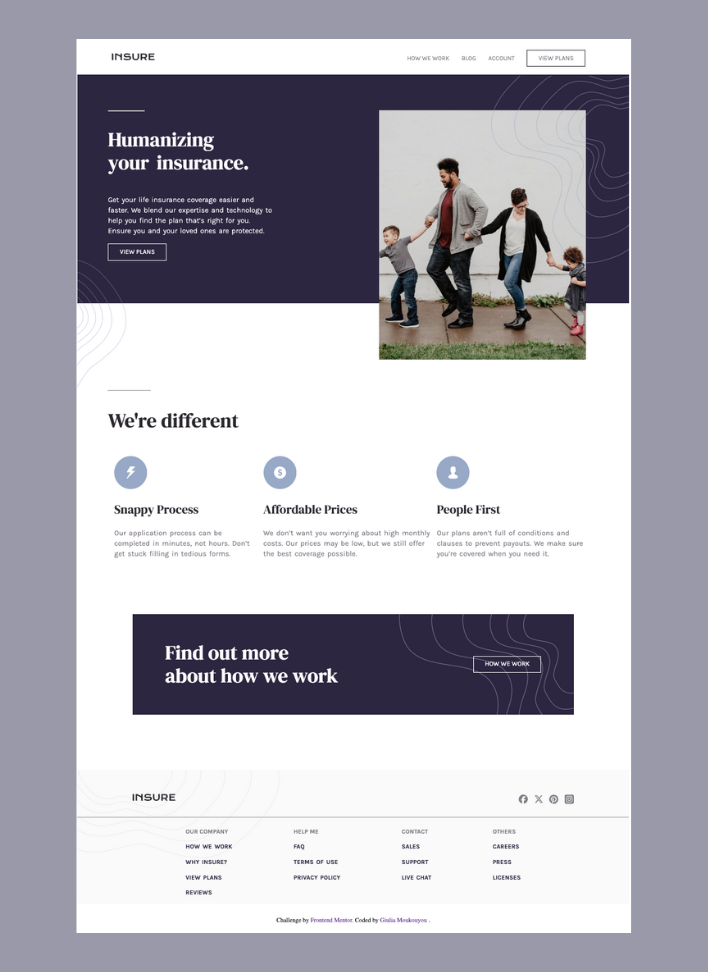 INSURE
HOW WE WORK BLOG ACCOUNT VIEW PLANS
Humanizing
your insurance.
Get your life insurance coverage easier and
faster. We blend our expertise and technology to
help you find the plan that's right for you.
Ensure you and your loved ones are protected.
VIEW PLANS
We're different
Snappy Process
Our application process can be
completed in minutes, not hours. Don't
get stuck filling in tedious forms.
Affordable Prices
We don't want you worrying about high monthly
costs. Our prices may be low, but we still offer
the best coverage possible.
People First
Our plans aren't full of conditions and
clauses to prevent payouts. We make sure
you're covered when you need it.
Find out more
about how we work
HOW WE WORK
INSURE
OUR COMPANY
HOW WE WORK
WHY INSURE?
VIEW PLANS
REVIEWS
HELP ME
FAQ
TERMS OF USE
PRIVACY POLICY
CONTACT
SALES
SUPPORT
LIVE CHAT
OTHERS
CAREERS
PRESS
LICENSES
Challenge by Frontend Mentor. Coded by Giulia Moukouyou .